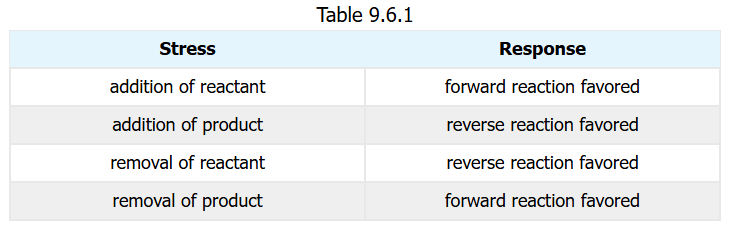 Table 9.6.1
Stress Response
addition of reactant forward reaction favored
addition of product reverse reaction favored
removal of reactant reverse reaction favored
removal of product forward reaction favored